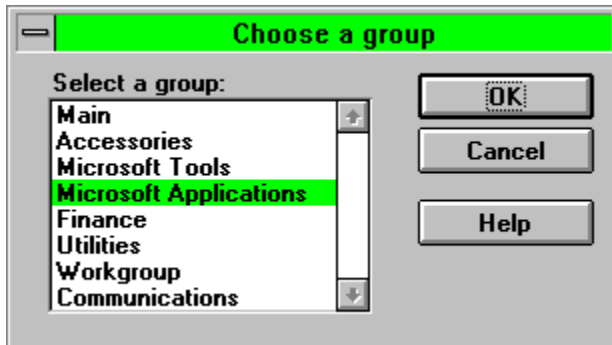 Choose a group
Select a group:
Main
Accessories
Microsoft Tools
Microsoft Applications
Finance
Utilities
Workgroup
Communications
OK
Cancel
Help